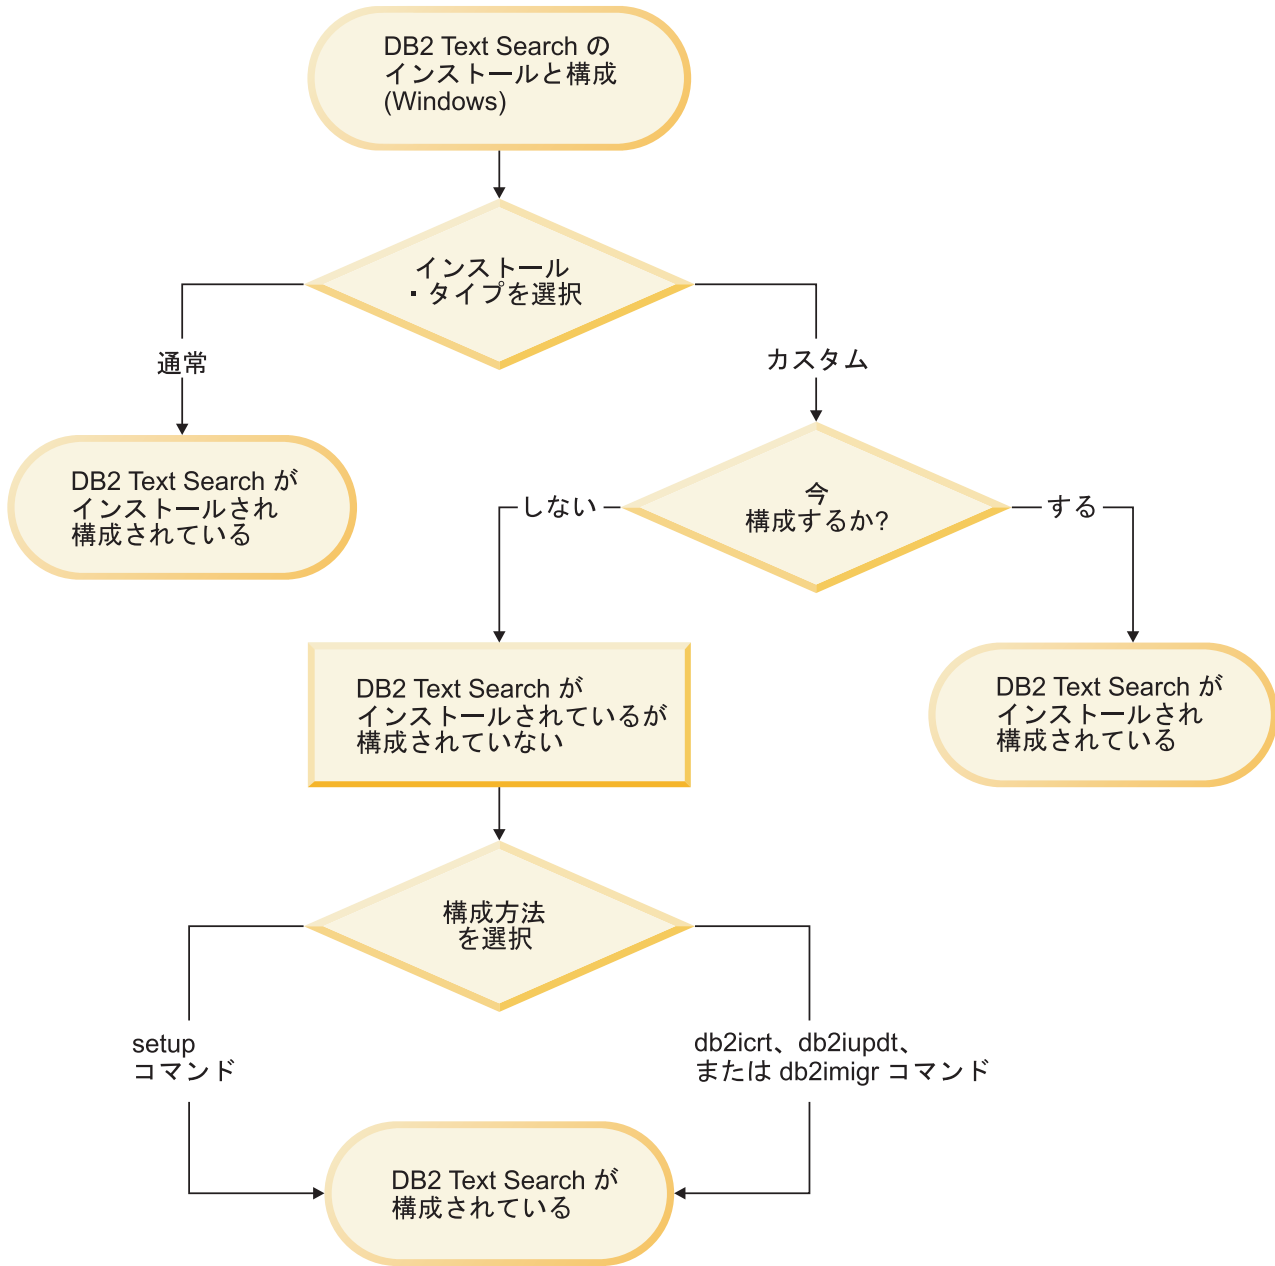 DB2 Text Search の
インストールと構成
(Windows)
インストール
・タイプを選択
通常
カスタム
DB2 Text Search が
インストールされ
構成されている
今
構成するか?
しない
する
DB2 Text Search が
インストールされているが
構成されていない
DB2 Text Search が
インストールされ
構成されている
構成方法
を選択
setup
コマンド
db2icrt、db2iupdt、
または db2imigr コマンド
DB2 Text Search が
構成されている